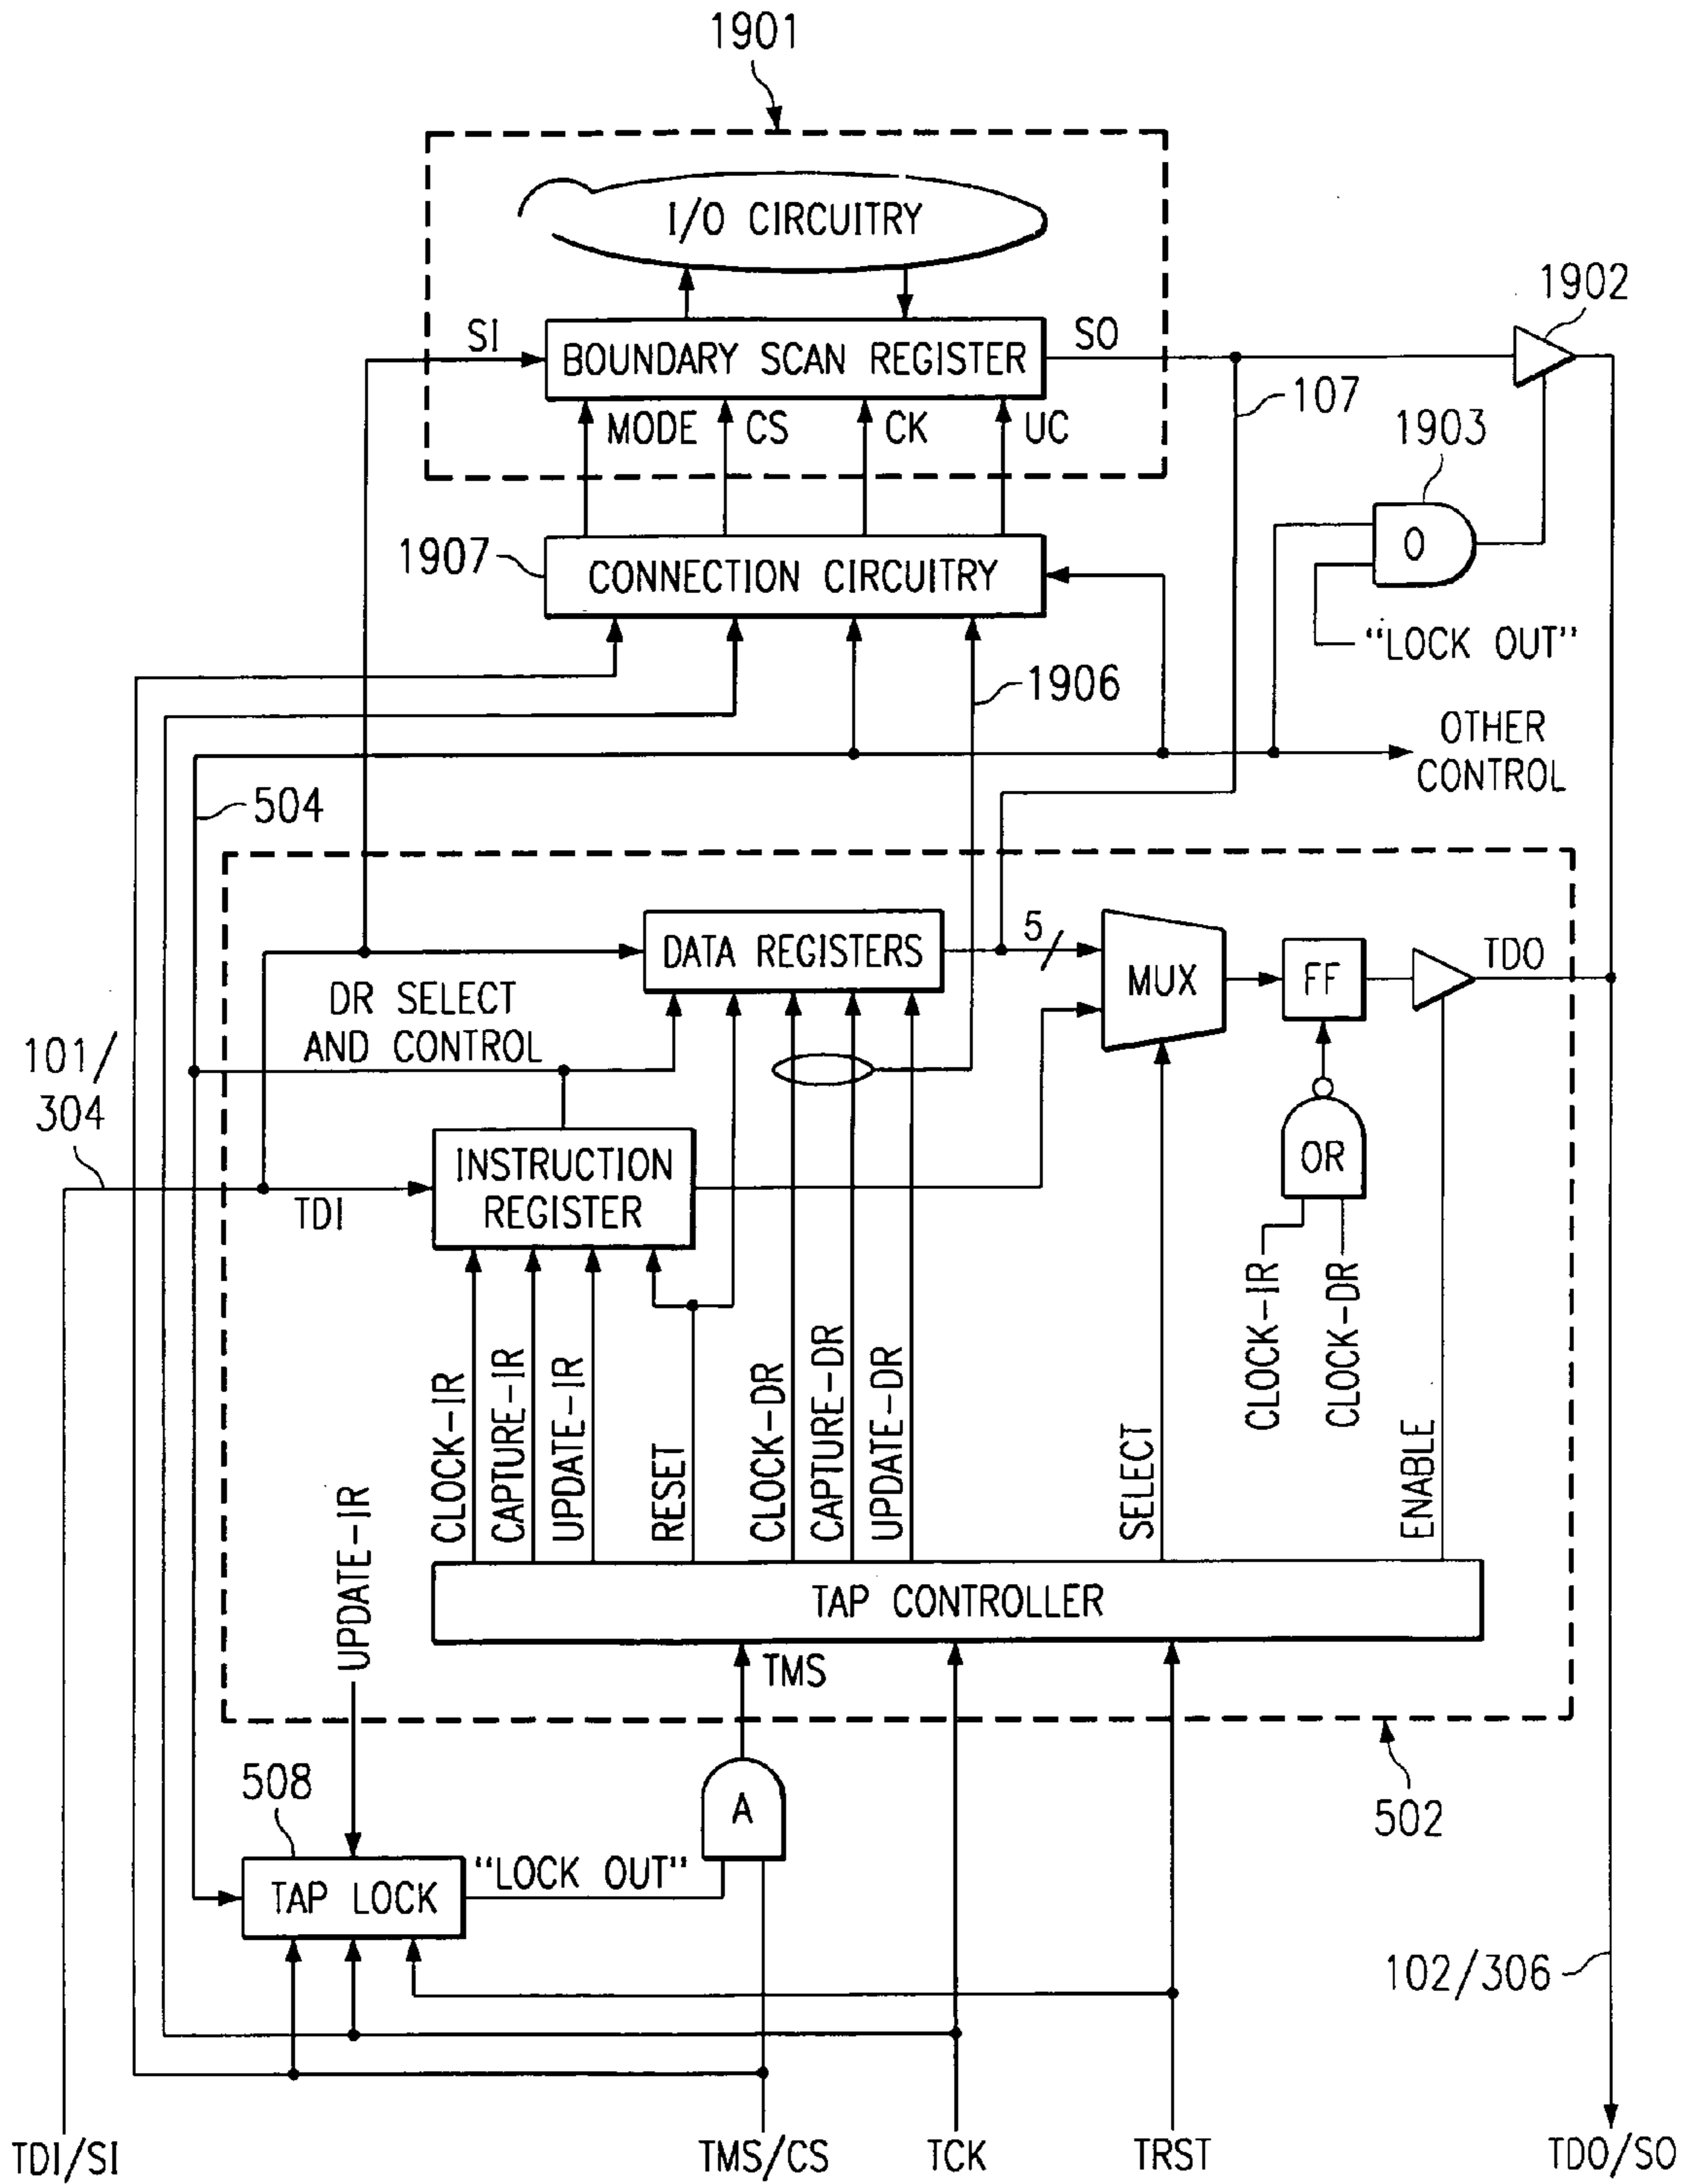 1901
I/O CIRCUITRY
1902
SI
BOUNDARY SCAN REGISTER
SO
107
MODE
CS
CK
UC
1903
O
1907
CONNECTION CIRCUITRY
"LOCK OUT"
1906
OTHER
CONTROL
504
DATA REGISTERS
5
MUX
FF
TDO
DR SELECT
AND CONTROL
101/
304
INSTRUCTION
REGISTER
OR
TDI
CLOCK-IR
CLOCK-DR
CLOCK-IR
CAPTURE-IR
UPDATE-IR
RESET
CLOCK-DR
CAPTURE-DR
UPDATE-DR
SELECT
ENABLE
UPDATE-IR
TAP CONTROLLER
TMS
508
A
502
"LOCK OUT"
TAP LOCK
102/306
TDI/SI
TMS/CS
TCK
TRST
TDO/SO